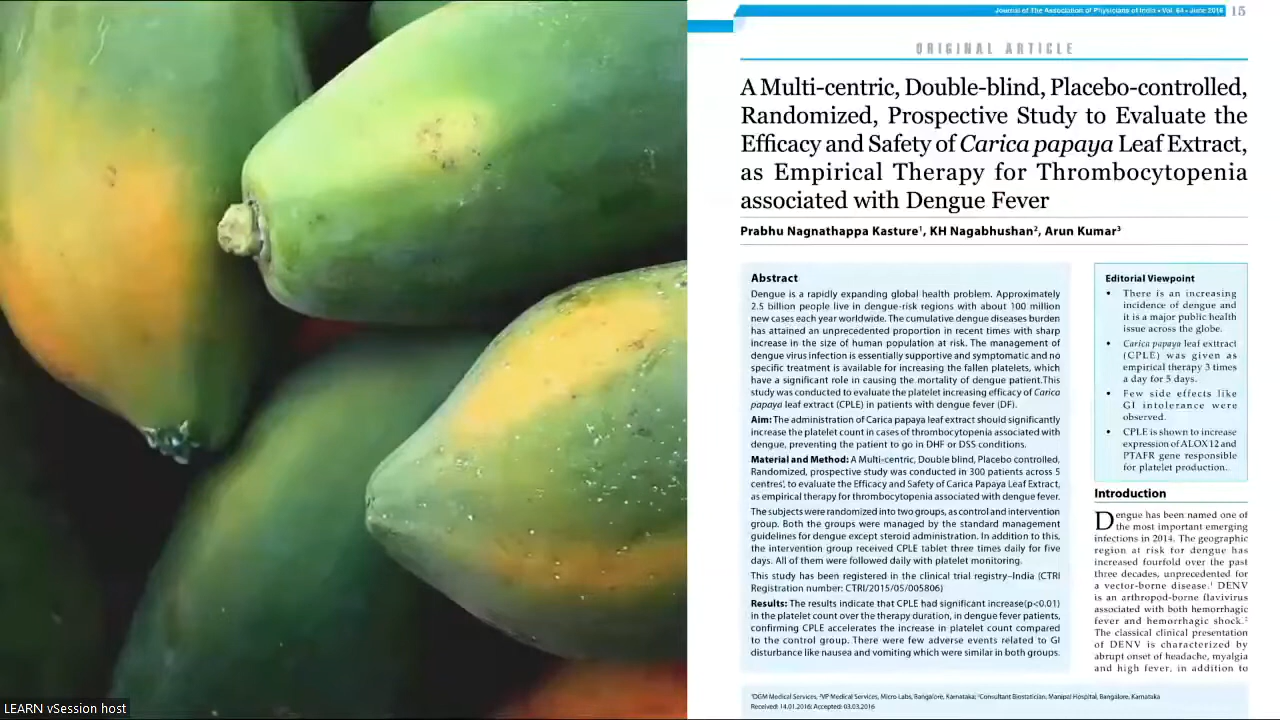 Journal of The Association of Physicians of India • Vol. 64 • June 2016 15
ORIGINAL ARTICLE
A Multi-centric, Double-blind, Placebo-controlled,
Randomized, Prospective Study to Evaluate the
Efficacy and Safety of Carica papaya Leaf Extract,
as Empirical Therapy for Thrombocytopenia
associated with Dengue Fever
Prabhu Nagnathappa Kasture¹, KH Nagabhushan², Arun Kumar³
Abstract
Dengue is a rapidly expanding global health problem. Approximately
2.5 billion people live in dengue-risk regions with about 100 million
new cases each year worldwide. The cumulative dengue diseases burden
has attained an unprecedented proportion in recent times with sharp
increase in the size of human population at risk. The management of
dengue virus infection is essentially supportive and symptomatic and no
specific treatment is available for increasing the fallen platelets, which
have a significant role in causing the mortality of dengue patient.This
study was conducted to evaluate the platelet increasing efficacy of Carica
papaya leaf extract (CPLE) in patients with dengue fever (DF).
Aim: The administration of Carica papaya leaf extract should significantly
increase the platelet count in cases of thrombocytopenia associated with
dengue, preventing the patient to go in DHF or DSS conditions.
Material and Method: A Multi-centric, Double blind, Placebo controlled,
Randomized, prospective study was conducted in 300 patients across 5
centres', to evaluate the Efficacy and Safety of Carica Papaya Leaf Extract,
as empirical therapy for thrombocytopenia associated with dengue fever.
The subjects were randomized into two groups, as control and intervention
group. Both the groups were managed by the standard management
guidelines for dengue except steroid administration. In addition to this,
the intervention group received CPLE tablet three times daily for five
days. All of them were followed daily with platelet monitoring.
This study has been registered in the clinical trial registry–India (CTRI
Registration number: CTRI/2015/05/005806)
Results: The results indicate that CPLE had significant increase(p<0.01)
in the platelet count over the therapy duration, in dengue fever patients,
confirming CPLE accelerates the increase in platelet count compared
to the control group. There were few adverse events related to GI
disturbance like nausea and vomiting which were similar in both groups.
Editorial Viewpoint
• There is an increasing
incidence of dengue and
it is a major public health
issue across the globe.
• Carica papaya leaf extract
(CPLE) was given as
empirical therapy 3 times
a day for 5 days.
• Few side effects like
GI intolerance were
observed.
• CPLE is shown to increase
expression of ALOX12 and
PTAFR gene responsible
for platelet production.
Introduction
Dengue has been named one of
the most important emerging
infections in 2014. The geographic
region at risk for dengue has
increased fourfold over the past
three decades, unprecedented for
a vector-borne disease.¹ DENV
is an arthropod-borne flavivirus
associated with both hemorrhagic
fever and hemorrhagic shock.²
The classical clinical presentation
of DENV is characterized by
abrupt onset of headache, myalgia
and high fever, in addition to
¹DGM Medical Services, ²VP Medical Services, Micro Labs, Bangalore, Karnataka; ³Consultant Biostatician, Manipal Hospital, Bangalore, Karnataka
Received: 14.01.2016; Accepted: 03.03.2016
LEARN session host